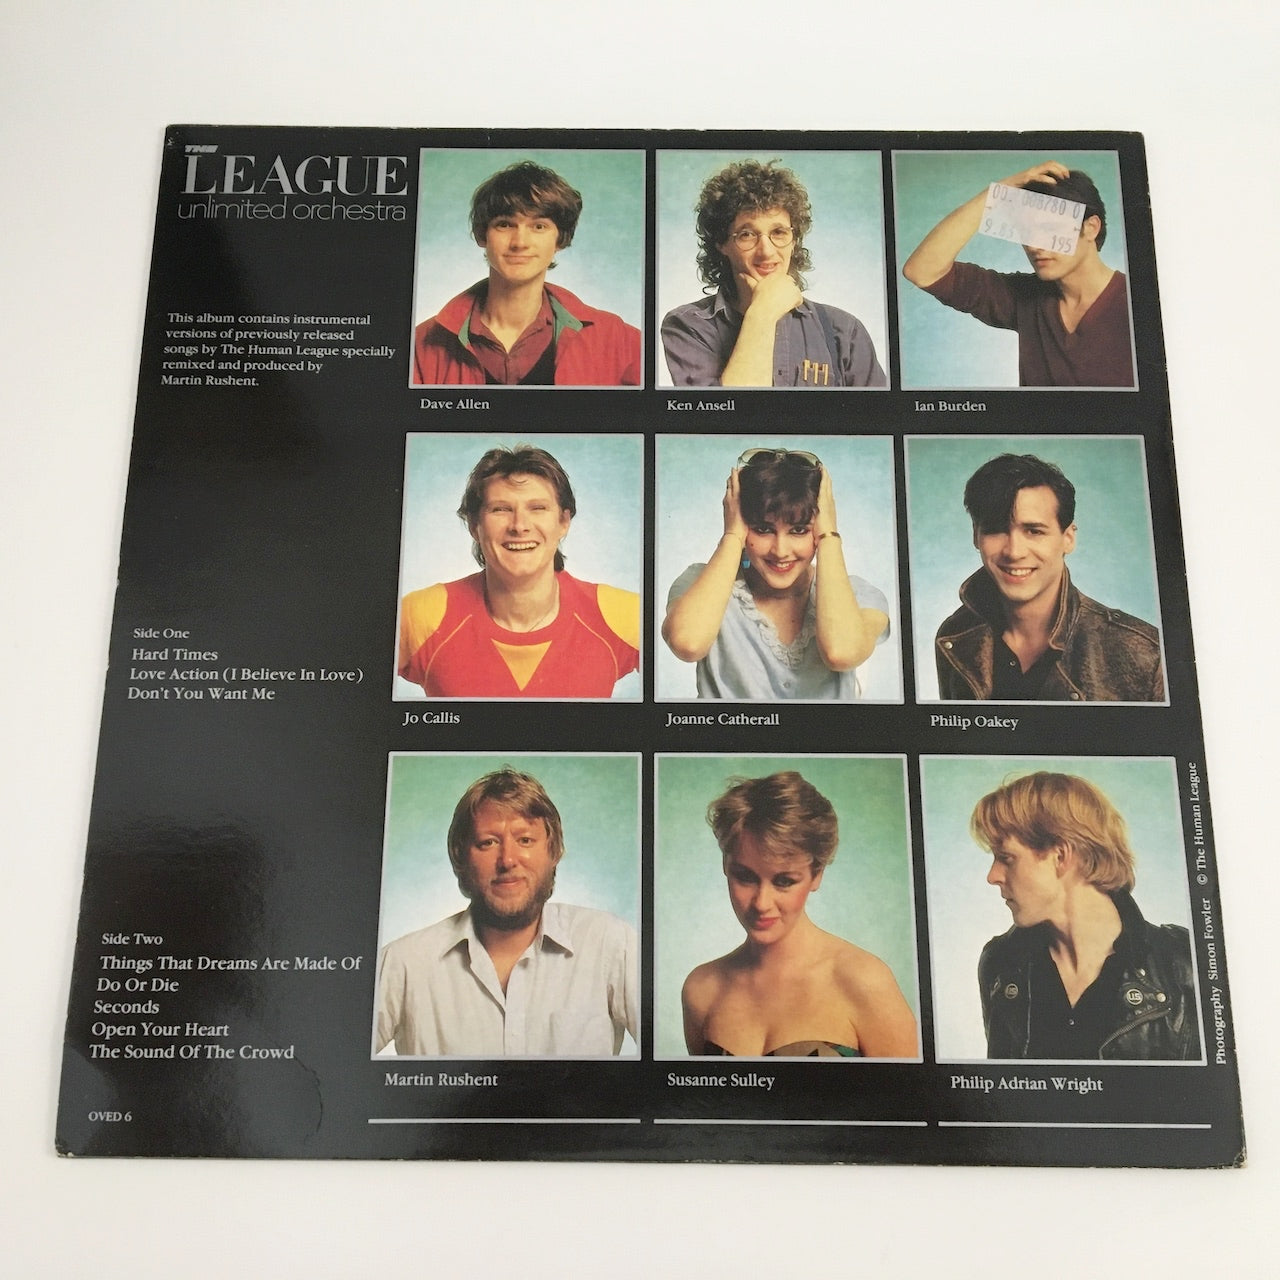 THE
LEAGUE
unlimited orchestra
This album contains instrumental
versions of previously released
songs by The Human League specially
remixed and produced by
Martin Rushent.
Side One
Hard Times
Love Action (I Believe In Love)
Don't You Want Me
Side Two
Things That Dreams Are Made Of
Do Or Die
Seconds
Open Your Heart
The Sound Of The Crowd
OVED 6
195
Dave Allen
Ken Ansell
Ian Burden
Jo Callis
Joanne Catherall
Philip Oakey
US
Martin Rushent
Susanne Sulley
Philip Adrian Wright
Photography Simon Fowler © The Human League